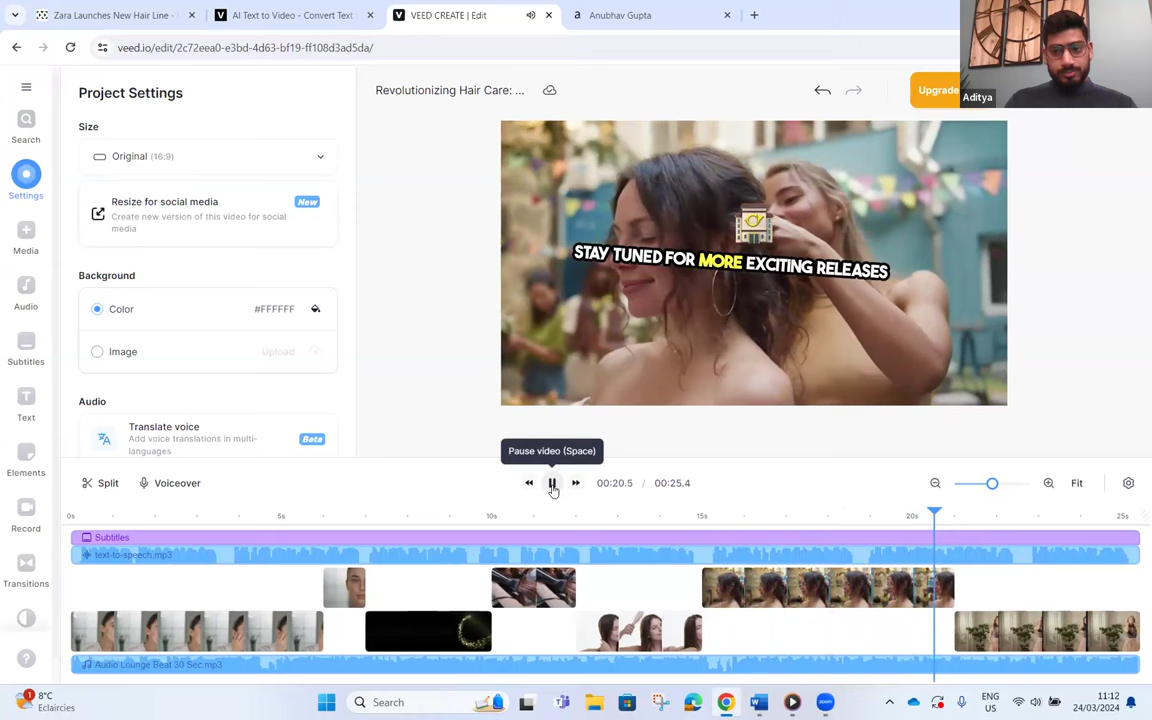 Zara Launches New Hair Line -
AI Text to Video - Convert Text
VEED CREATE | Edit
Anubhav Gupta
veed.io/edit/2c72eea0-e3bd-4d63-bf19-ff108d3ad5da/
Project Settings
Revolutionizing Hair Care: ...
Upgrade
Aditya
Search
Settings
Media
Audio
Subtitles
Text
Elements
Record
Transitions
Size
Original (16:9)
Resize for social media
New
Create new version of this video for social
media
Background
Color
#FFFFFF
Image
Upload
Audio
Translate voice
Add voice translations in multi-
languages
Beta
STAY TUNED FOR MORE EXCITING RELEASES
Pause video (Space)
Split
Voiceover
00:20.5 / 00:25.4
Fit
0s 5s 10s 15s 20s 25s
Subtitles
text-to-speech.mp3
Audio Lounge Beat 30 Sec.mp3
1
8°C
Eclaircies
Search
ENG
US
11:12
24/03/2024